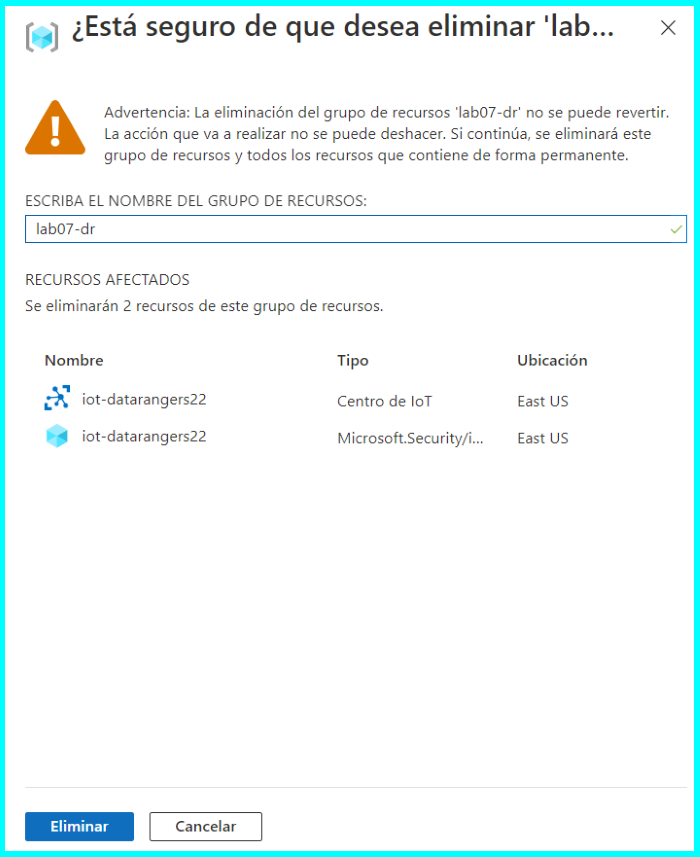 ¿Está seguro de que desea eliminar 'lab...
Advertencia: La eliminación del grupo de recursos 'lab07-dr' no se puede revertir.
La acción que va a realizar no se puede deshacer. Si continúa, se eliminará este
grupo de recursos y todos los recursos que contiene de forma permanente.
ESCRIBA EL NOMBRE DEL GRUPO DE RECURSOS:
lab07-dr
RECURSOS AFECTADOS
Se eliminarán 2 recursos de este grupo de recursos.
Nombre Tipo Ubicación
iot-datarangers22 Centro de IoT East US
iot-datarangers22 Microsoft.Security/i... East US
Eliminar Cancelar